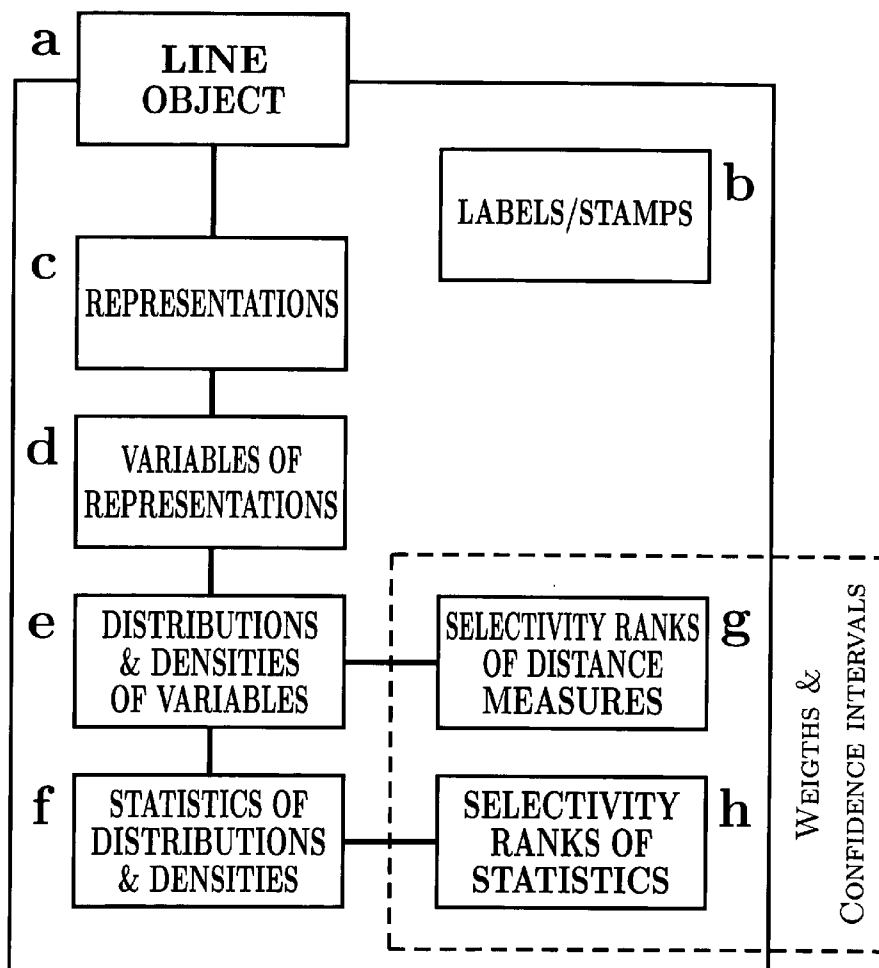 a
LINE
OBJECT
b
LABELS/STAMPS
c
REPRESENTATIONS
d
VARIABLES OF
REPRESENTATIONS
e
DISTRIBUTIONS
& DENSITIES
OF VARIABLES
SELECTIVITY RANKS
OF DISTANCE
MEASURES
g
f
STATISTICS OF
DISTRIBUTIONS
& DENSITIES
SELECTIVITY
RANKS OF
STATISTICS
h
WEIGTHS &
CONFIDENCE INTERVALS